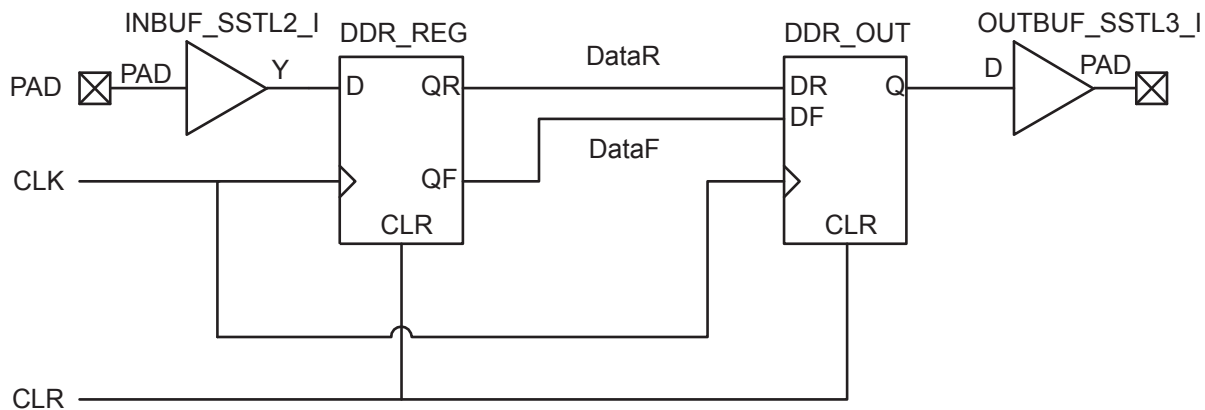 INBUF_SSTL2_I
DDR_REG
DDR_OUT
OUTBUF_SSTL3_I
PAD
PAD
Y
D
QR
DataR
DR
Q
D
PAD
DF
DataF
CLK
QF
CLR
CLR
CLR